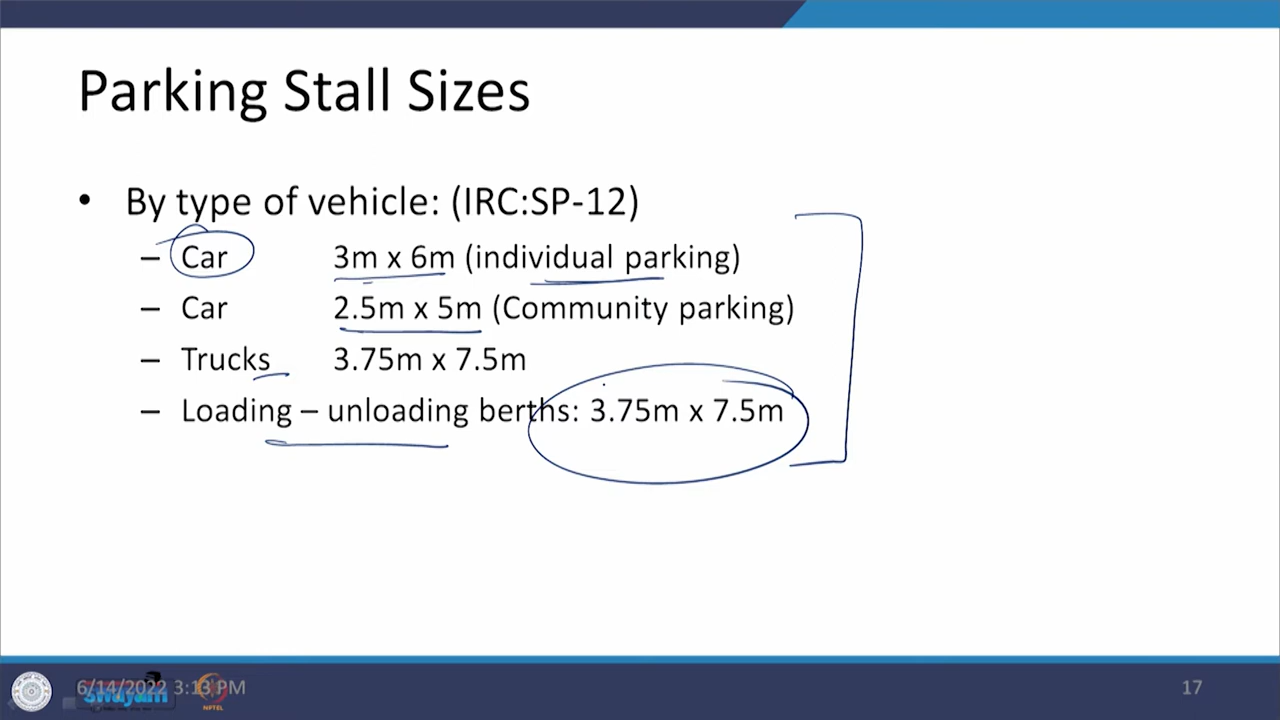 Parking Stall Sizes
• By type of vehicle: (IRC:SP-12)
– Car 3m x 6m (individual parking)
– Car 2.5m x 5m (Community parking)
– Trucks 3.75m x 7.5m
– Loading – unloading berths: 3.75m x 7.5m
6/14/2022 3:13 PM
swayam
NPTEL
17